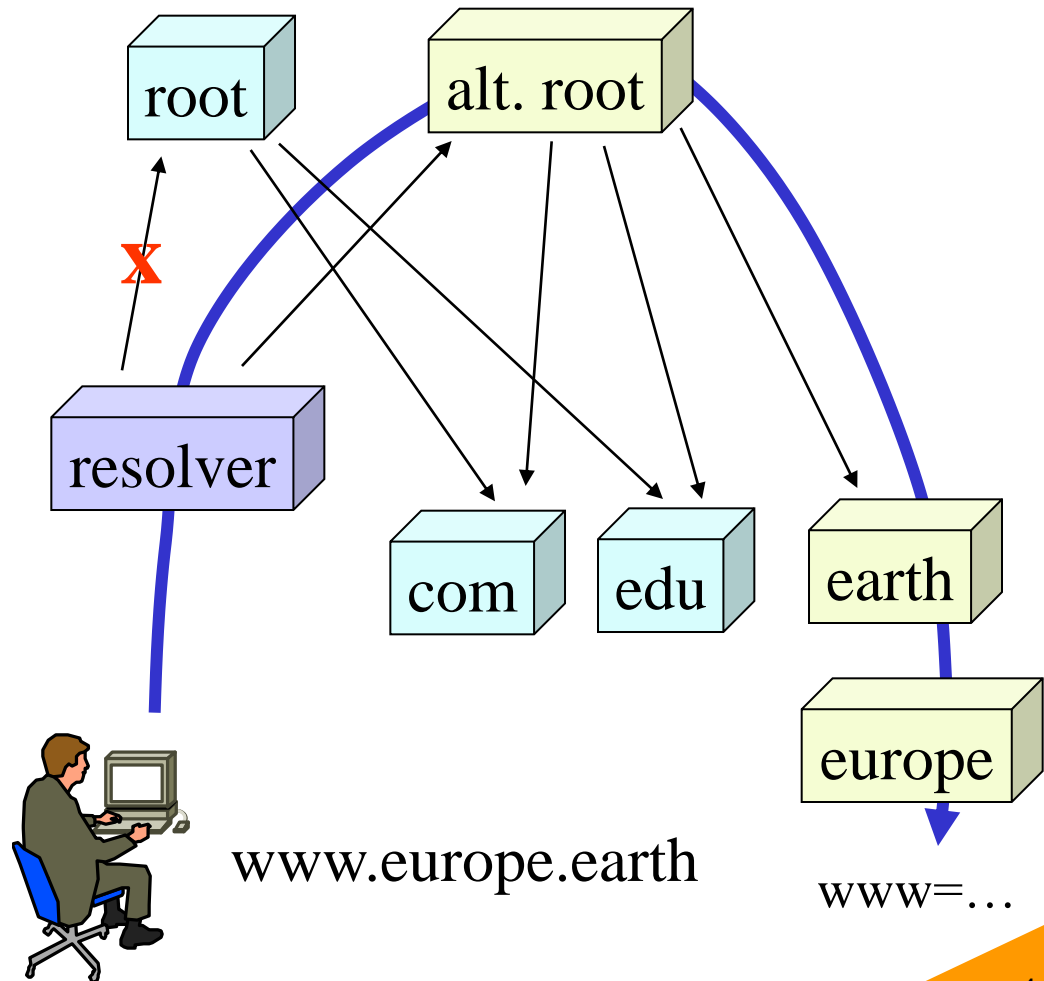 root
alt. root
x
resolver
com
edu
earth
europe
www.europe.earth
www=…